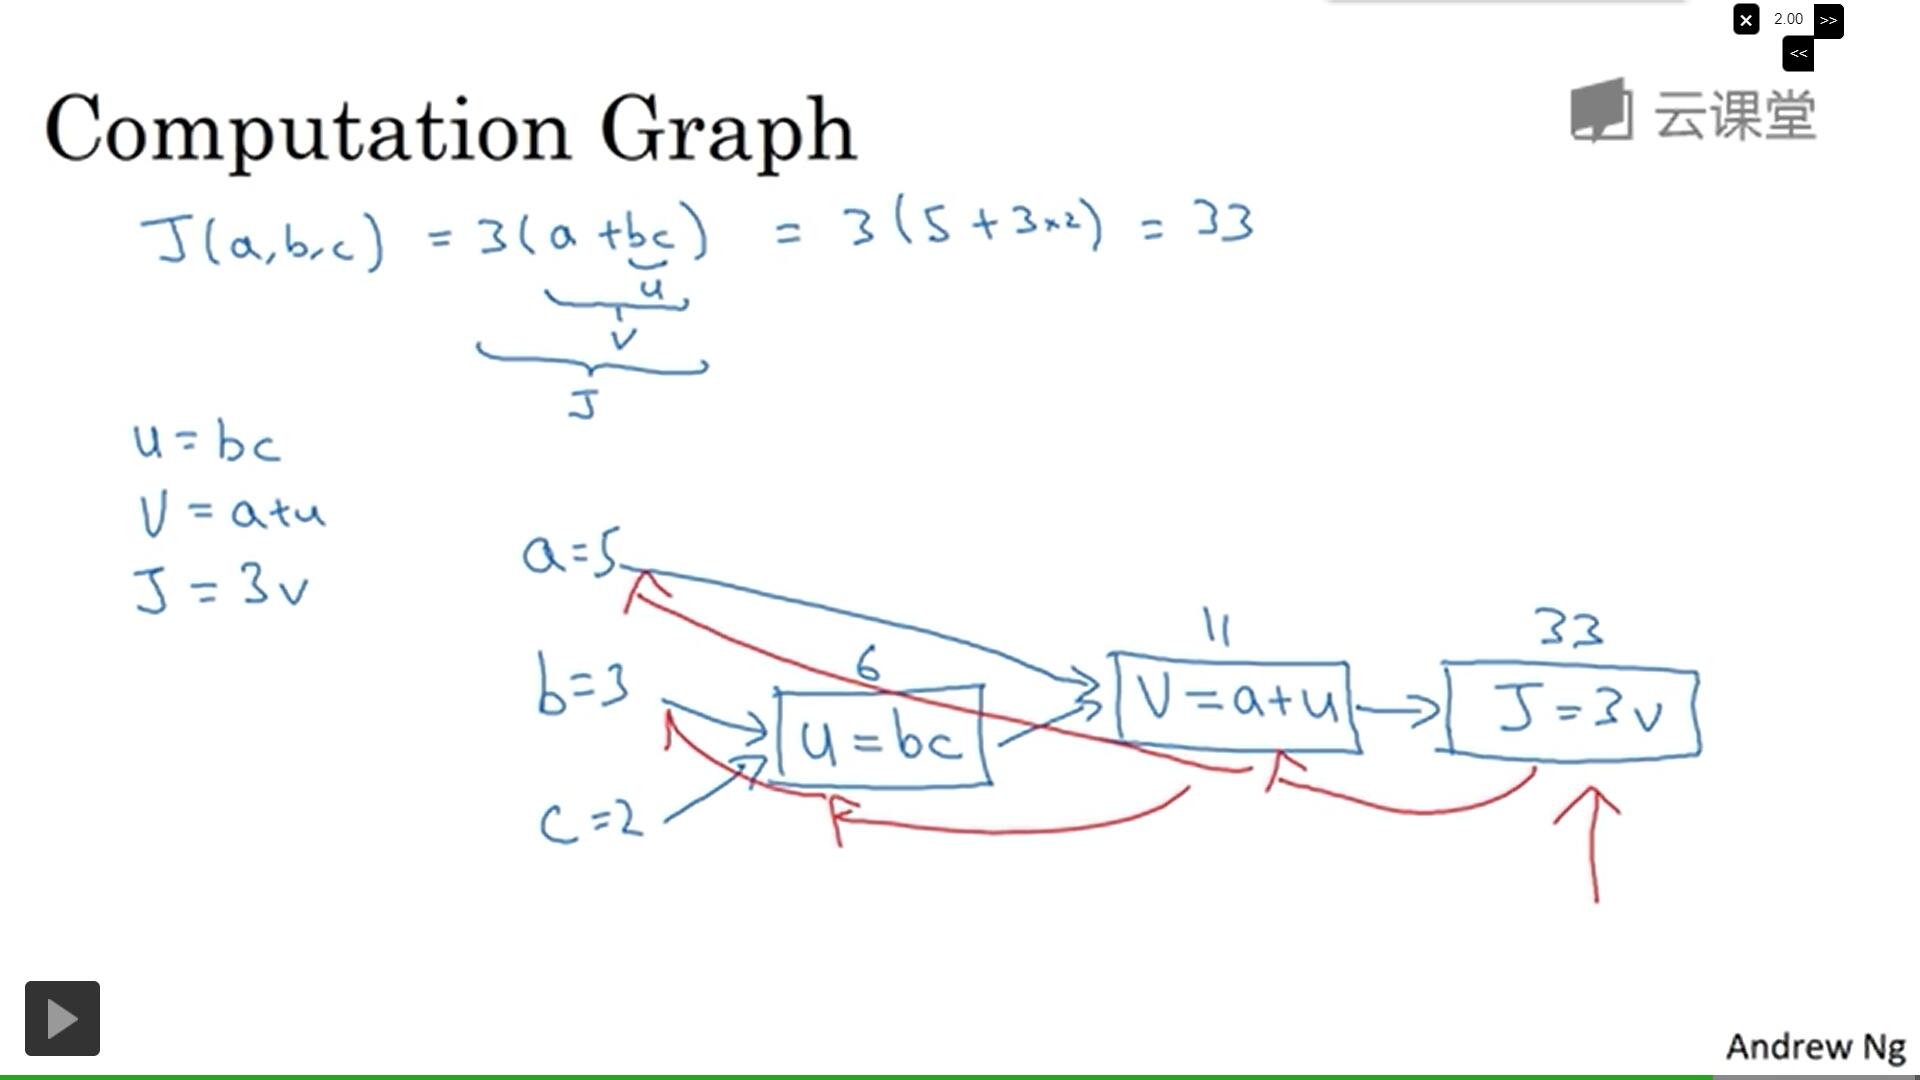 × 2.00 >>
<<
云课堂
Computation Graph
J(a,b,c) = 3(a+bc) = 3(5+3×2) = 33
u
v
J
u = bc
V = a+u
J = 3v
a=5
b=3
c=2
6
u = bc
11
V = a+u
33
J = 3v
Andrew Ng